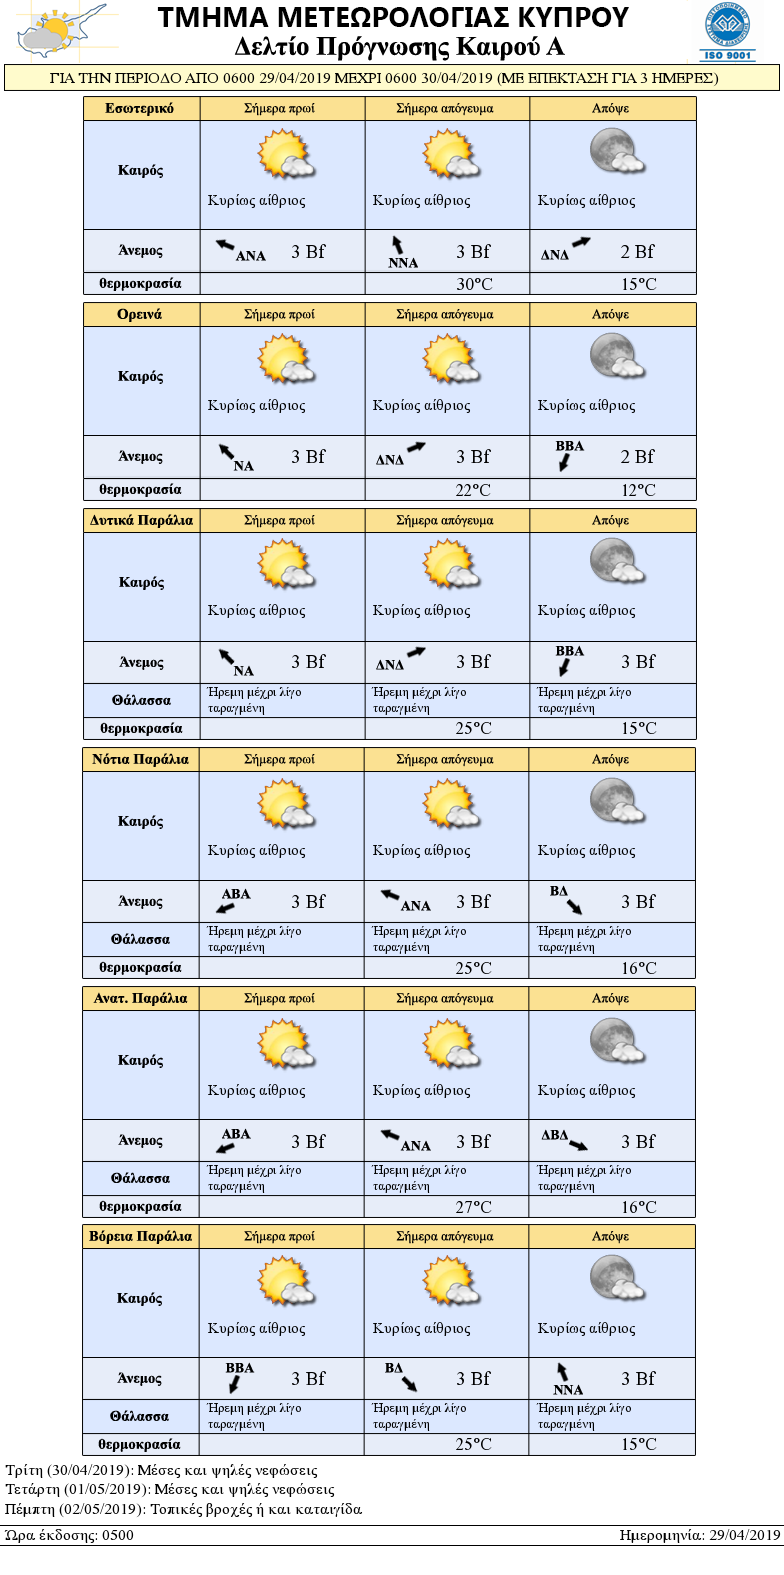 ΤΜΗΜΑ ΜΕΤΕΩΡΟΛΟΓΙΑΣ ΚΥΠΡΟΥ
Δελτίο Πρόγνωσης Καιρού Α
ISO 9001
ΓΙΑ ΤΗΝ ΠΕΡΙΟΔΟ ΑΠΟ 0600 29/04/2019 ΜΕΧΡΙ 0600 30/04/2019 (ΜΕ ΕΠΕΚΤΑΣΗ ΓΙΑ 3 ΗΜΕΡΕΣ)
Εσωτερικό Σήμερα πρωί Σήμερα απόγευμα Απόψε
Καιρός
Κυρίως αίθριος Κυρίως αίθριος Κυρίως αίθριος
Άνεμος ΑΝΑ 3 Bf ΝΝΑ 3 Bf ΔΝΔ 2 Bf
θερμοκρασία 30°C 15°C
Ορεινά Σήμερα πρωί Σήμερα απόγευμα Απόψε
Καιρός
Κυρίως αίθριος Κυρίως αίθριος Κυρίως αίθριος
Άνεμος ΝΑ 3 Bf ΔΝΔ 3 Bf ΒΒΑ 2 Bf
θερμοκρασία 22°C 12°C
Δυτικά Παράλια Σήμερα πρωί Σήμερα απόγευμα Απόψε
Καιρός
Κυρίως αίθριος Κυρίως αίθριος Κυρίως αίθριος
Άνεμος ΝΑ 3 Bf ΔΝΔ 3 Bf ΒΒΑ 3 Bf
Θάλασσα Ήρεμη μέχρι λίγο Ήρεμη μέχρι λίγο Ήρεμη μέχρι λίγο
ταραγμένη ταραγμένη ταραγμένη
θερμοκρασία 25°C 15°C
Νότια Παράλια Σήμερα πρωί Σήμερα απόγευμα Απόψε
Καιρός
Κυρίως αίθριος Κυρίως αίθριος Κυρίως αίθριος
Άνεμος ΑΒΑ 3 Bf ΑΝΑ 3 Bf ΒΔ 3 Bf
Θάλασσα Ήρεμη μέχρι λίγο Ήρεμη μέχρι λίγο Ήρεμη μέχρι λίγο
ταραγμένη ταραγμένη ταραγμένη
θερμοκρασία 25°C 16°C
Ανατ. Παράλια Σήμερα πρωί Σήμερα απόγευμα Απόψε
Καιρός
Κυρίως αίθριος Κυρίως αίθριος Κυρίως αίθριος
Άνεμος ΑΒΑ 3 Bf ΑΝΑ 3 Bf ΔΒΔ 3 Bf
Θάλασσα Ήρεμη μέχρι λίγο Ήρεμη μέχρι λίγο Ήρεμη μέχρι λίγο
ταραγμένη ταραγμένη ταραγμένη
θερμοκρασία 27°C 16°C
Βόρεια Παράλια Σήμερα πρωί Σήμερα απόγευμα Απόψε
Καιρός
Κυρίως αίθριος Κυρίως αίθριος Κυρίως αίθριος
Άνεμος ΒΒΑ 3 Bf ΒΔ 3 Bf ΝΝΑ 3 Bf
Θάλασσα Ήρεμη μέχρι λίγο Ήρεμη μέχρι λίγο Ήρεμη μέχρι λίγο
ταραγμένη ταραγμένη ταραγμένη
θερμοκρασία 25°C 15°C
Τρίτη (30/04/2019): Μέσες και ψηλές νεφώσεις
Τετάρτη (01/05/2019): Μέσες και ψηλές νεφώσεις
Πέμπτη (02/05/2019): Τοπικές βροχές ή και καταιγίδα
Ώρα έκδοσης: 0500 Ημερομηνία: 29/04/2019